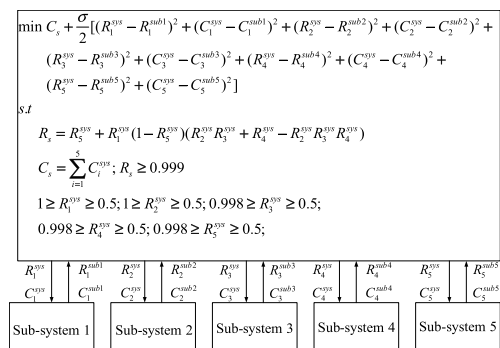 min C_s + σ/2 [(R_1^{sys} − R_1^{sub1})^2 + (C_1^{sys} − C_1^{sub1})^2 + (R_2^{sys} − R_2^{sub2})^2 + (C_2^{sys} − C_2^{sub2})^2 +
(R_3^{sys} − R_3^{sub3})^2 + (C_3^{sys} − C_3^{sub3})^2 + (R_4^{sys} − R_4^{sub4})^2 + (C_4^{sys} − C_4^{sub4})^2 +
(R_5^{sys} − R_5^{sub5})^2 + (C_5^{sys} − C_5^{sub5})^2]
s.t
R_s = R_5^{sys} + R_1^{sys}(1 − R_5^{sys})(R_2^{sys}R_3^{sys} + R_4^{sys} − R_2^{sys}R_3^{sys}R_4^{sys})
C_s = ∑_{i=1}^{5} C_i^{sys}; R_s ≥ 0.999
1 ≥ R_1^{sys} ≥ 0.5; 1 ≥ R_2^{sys} ≥ 0.5; 0.998 ≥ R_3^{sys} ≥ 0.5;
0.998 ≥ R_4^{sys} ≥ 0.5; 0.998 ≥ R_5^{sys} ≥ 0.5;
R_1^{sys} R_1^{sub1} R_2^{sys} R_2^{sub2} R_3^{sys} R_3^{sub3} R_4^{sys} R_4^{sub4} R_5^{sys} R_5^{sub5}
C_1^{sys} C_1^{sub1} C_2^{sys} C_2^{sub2} C_3^{sys} C_3^{sub3} C_4^{sys} C_4^{sub4} C_5^{sys} C_5^{sub5}
Sub-system 1 Sub-system 2 Sub-system 3 Sub-system 4 Sub-system 5